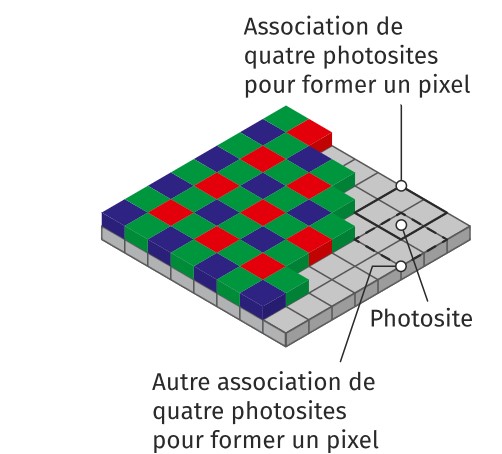 Association de
quatre photosites
pour former un pixel
Photosite
Autre association de
quatre photosites
pour former un pixel